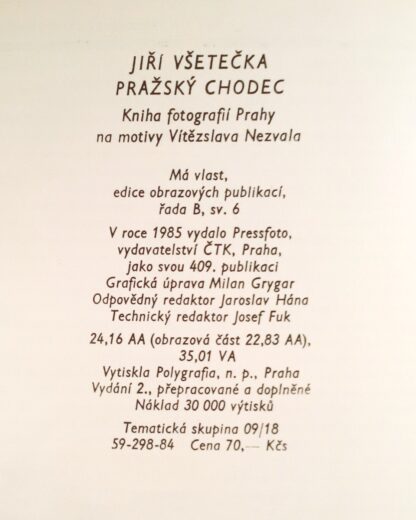 JIŘÍ VŠETEČKA
PRAŽSKÝ CHODEC
Kniha fotografií Prahy
na motivy Vítězslava Nezvala
Má vlast,
edice obrazových publikací,
řada B, sv. 6
V roce 1985 vydalo Pressfoto,
vydavatelství ČTK, Praha,
jako svou 409. publikaci
Grafická úprava Milan Grygar
Odpovědný redaktor Jaroslav Hána
Technický redaktor Josef Fuk
24,16 AA (obrazová část 22,83 AA),
35,01 VA
Vytiskla Polygrafia, n. p., Praha
Vydání 2., přepracované a doplněné
Náklad 30 000 výtisků
Tematická skupina 09/18
59-298-84 Cena 70,— Kčs